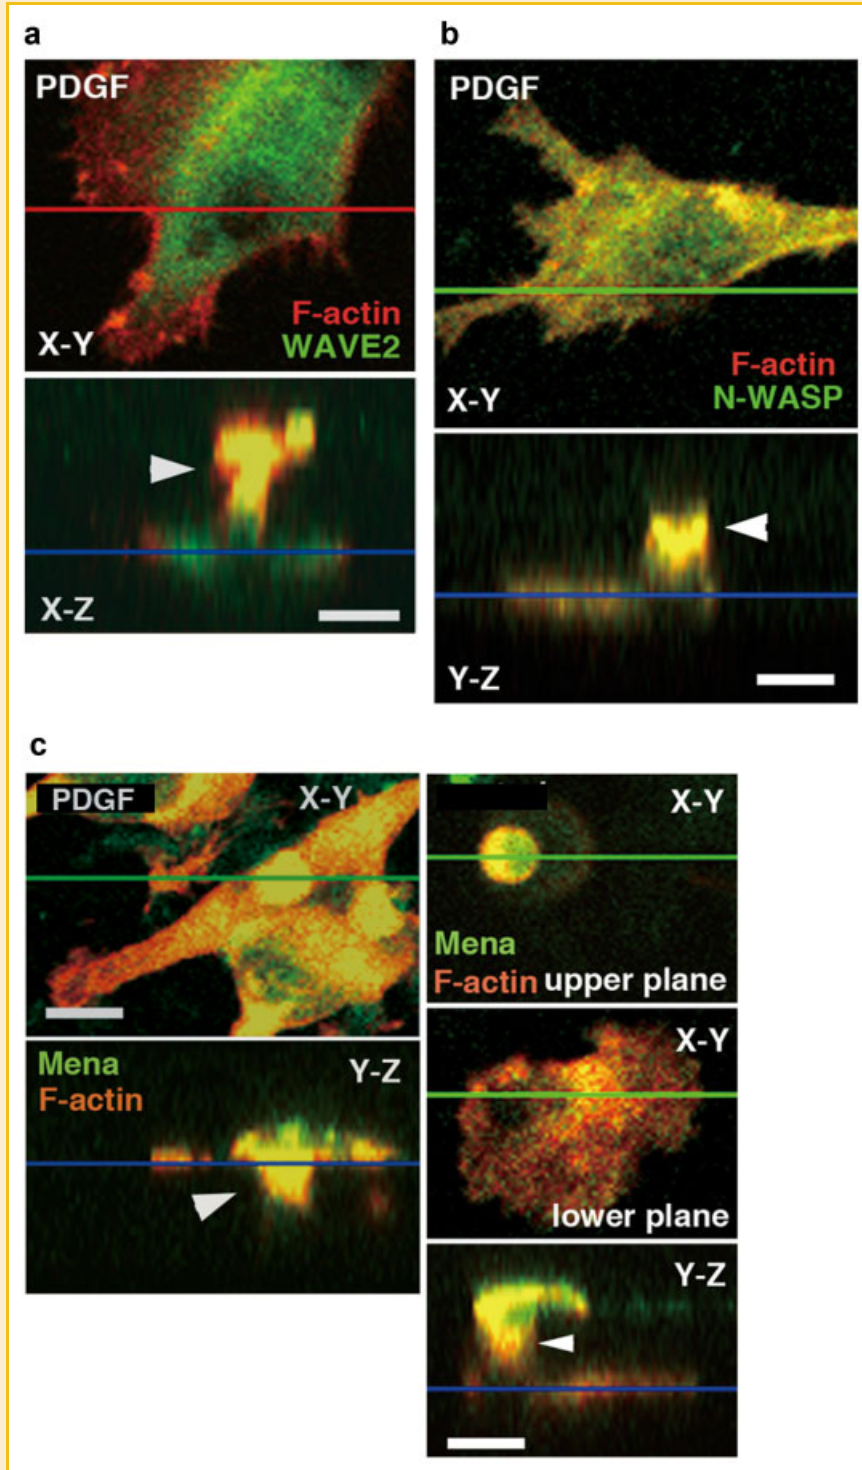 a
PDGF
F-actin
X-Y
WAVE2
X-Z
b
PDGF
F-actin
X-Y
N-WASP
Y-Z
c
PDGF
X-Y
Mena
Y-Z
F-actin
X-Y
Mena
F-actin upper plane
X-Y
lower plane
Y-Z